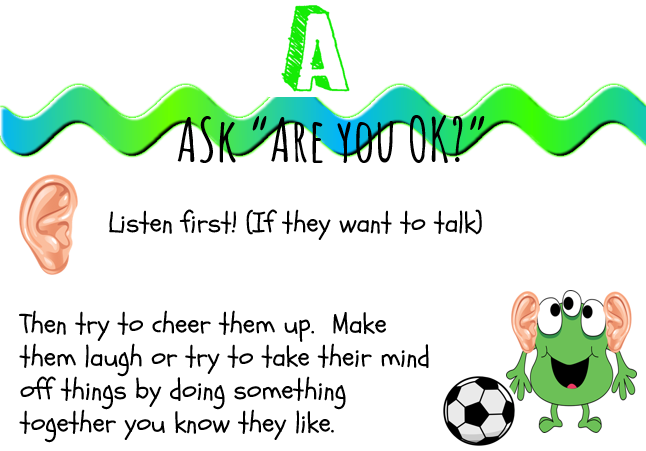 A
ASK "ARE YOU OK?"
Listen first! (If they want to talk)
Then try to cheer them up. Make
them laugh or try to take their mind
off things by doing something
together you know they like.